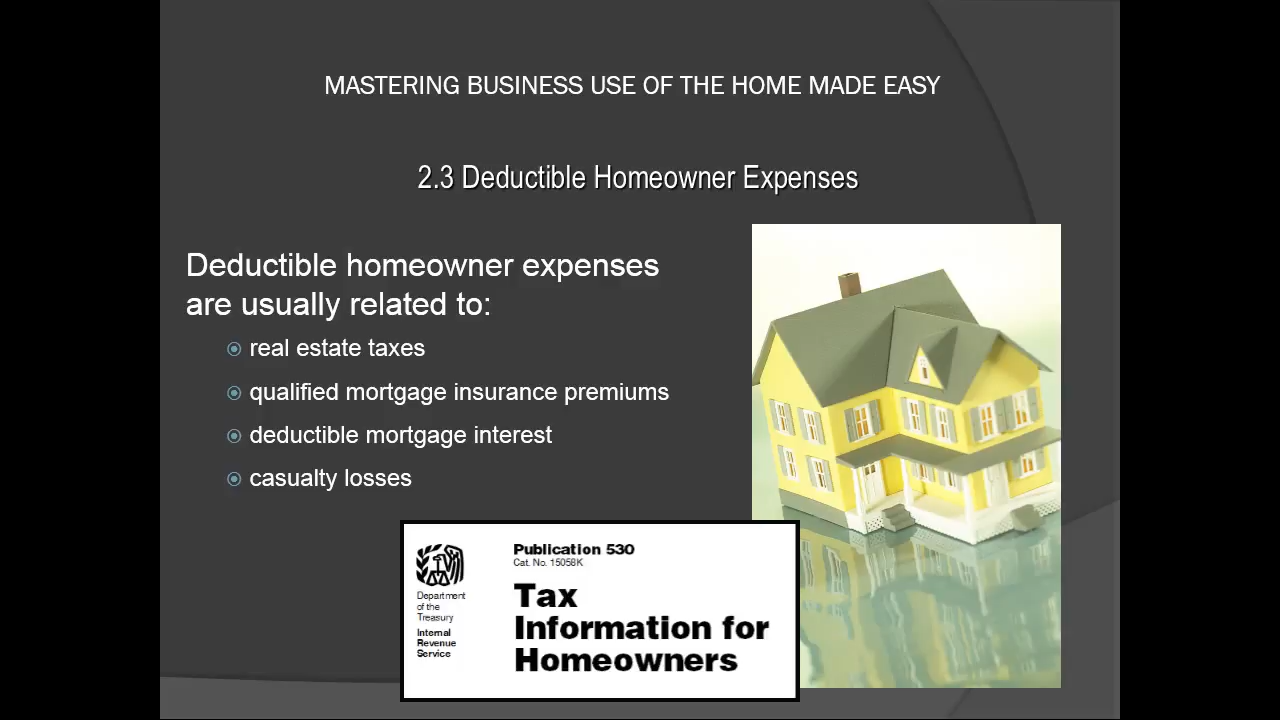 MASTERING BUSINESS USE OF THE HOME MADE EASY
2.3 Deductible Homeowner Expenses
Deductible homeowner expenses
are usually related to:
real estate taxes
qualified mortgage insurance premiums
deductible mortgage interest
casualty losses
Department
of the
Treasury
Internal
Revenue
Service
Publication 530
Cat. No. 15058K
Tax
Information for
Homeowners